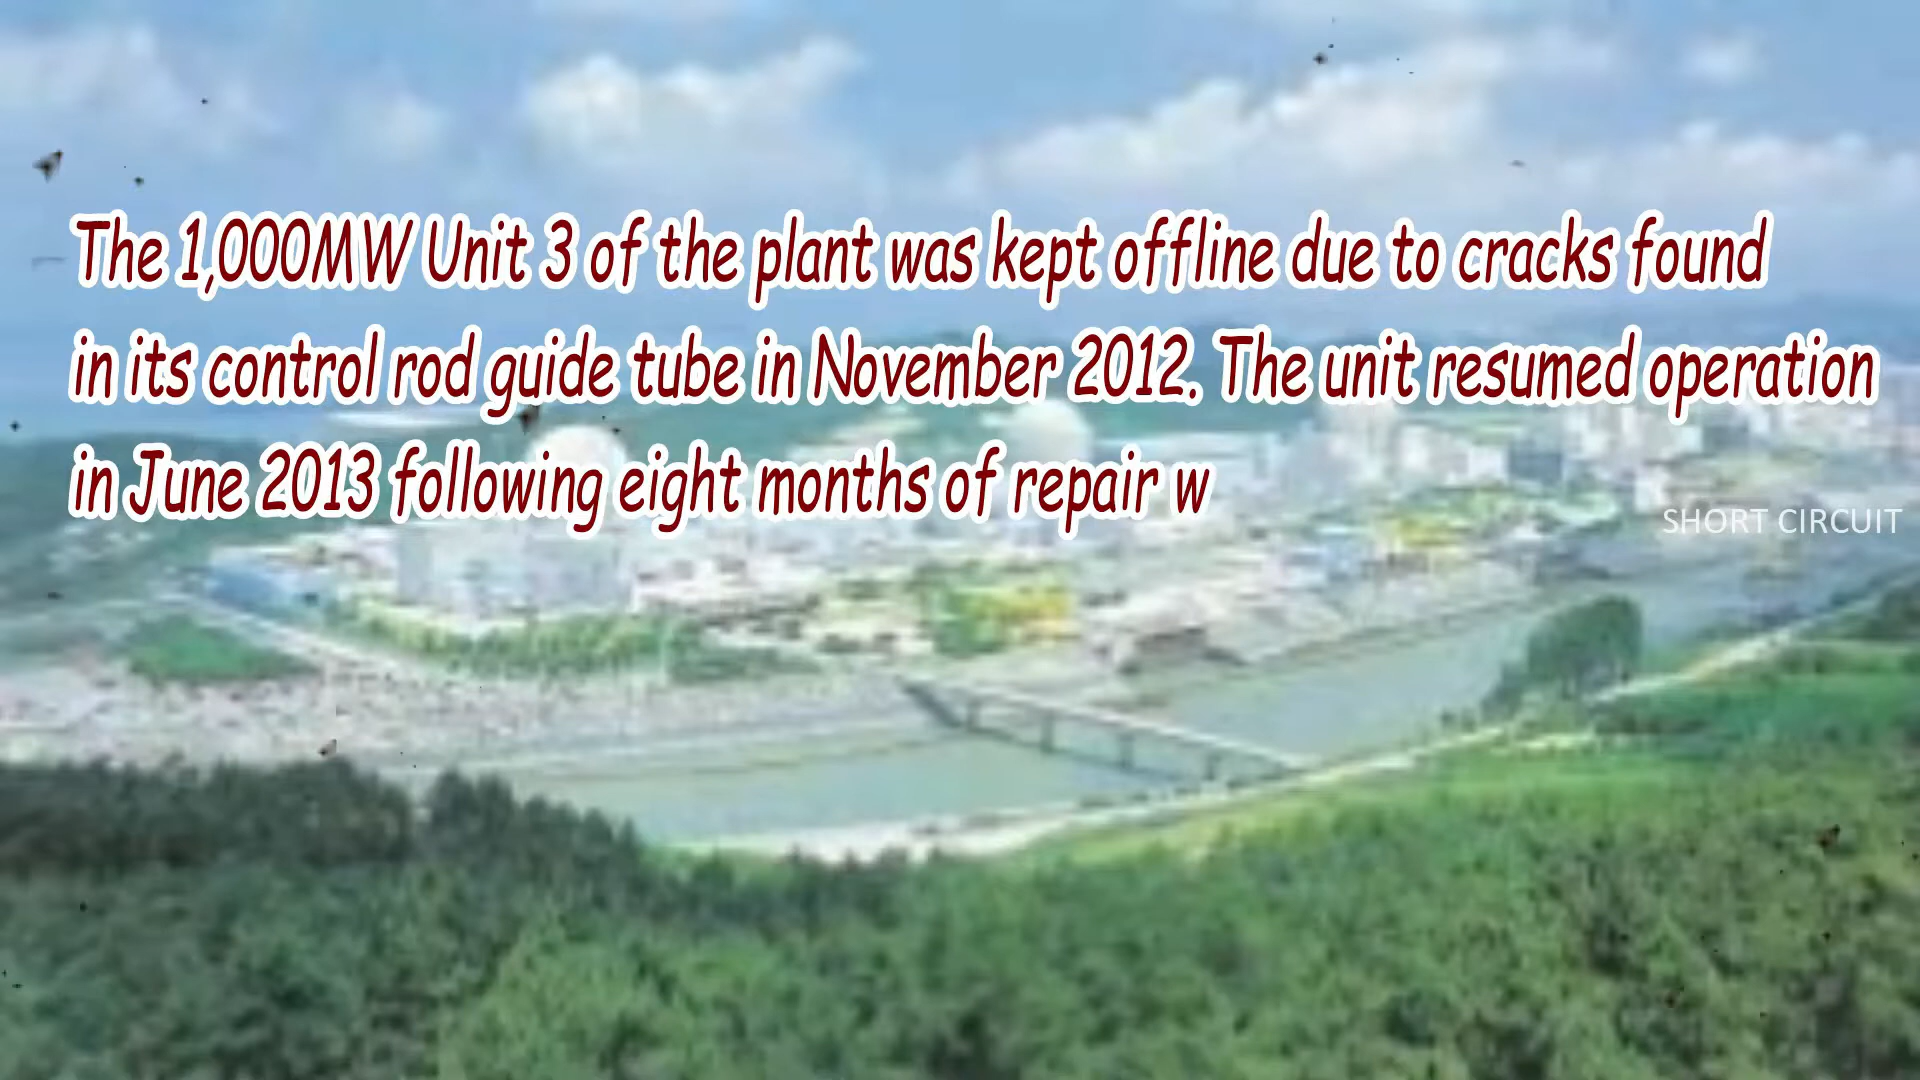 The 1,000MW Unit 3 of the plant was kept offline due to cracks found
in its control rod guide tube in November 2012. The unit resumed operation
in June 2013 following eight months of repair w
SHORT CIRCUIT